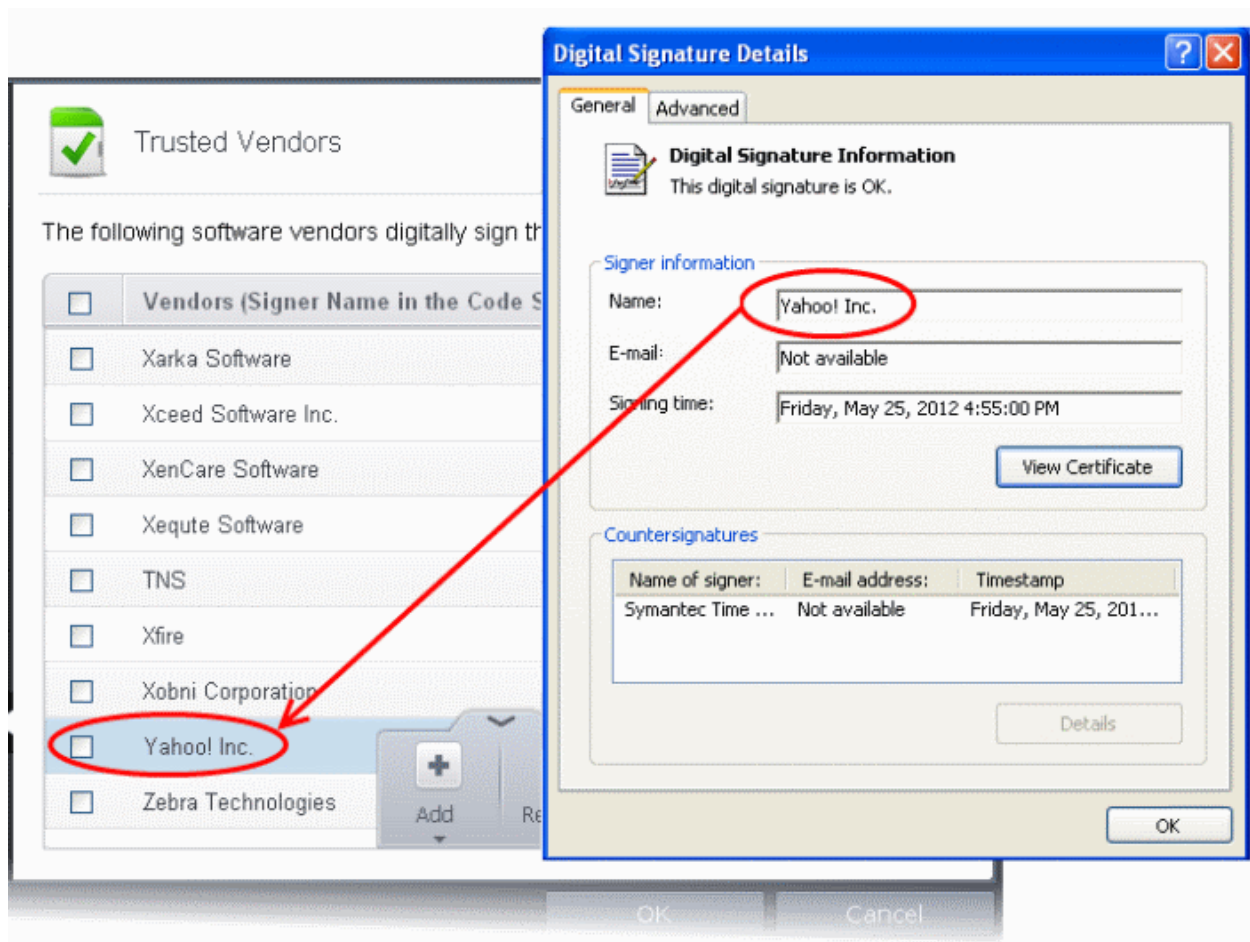 Trusted Vendors
The following software vendors digitally sign
Vendors (Signer Name in the Code
Xarka Software
Xceed Software Inc.
XenCare Software
Xequte Software
TNS
Xfire
Xobni Corporation
Yahoo! Inc.
Zebra Technologies
Add
OK
Cancel
Digital Signature Details
General
Advanced
Digital Signature Information
This digital signature is OK.
Signer information
Name:
Yahoo! Inc.
E-mail:
Not available
Signing time:
Friday, May 25, 2012 4:55:00 PM
View Certificate
Countersignatures
Name of signer: E-mail address: Timestamp
Symantec Time ... Not available Friday, May 25, 201...
Details
OK